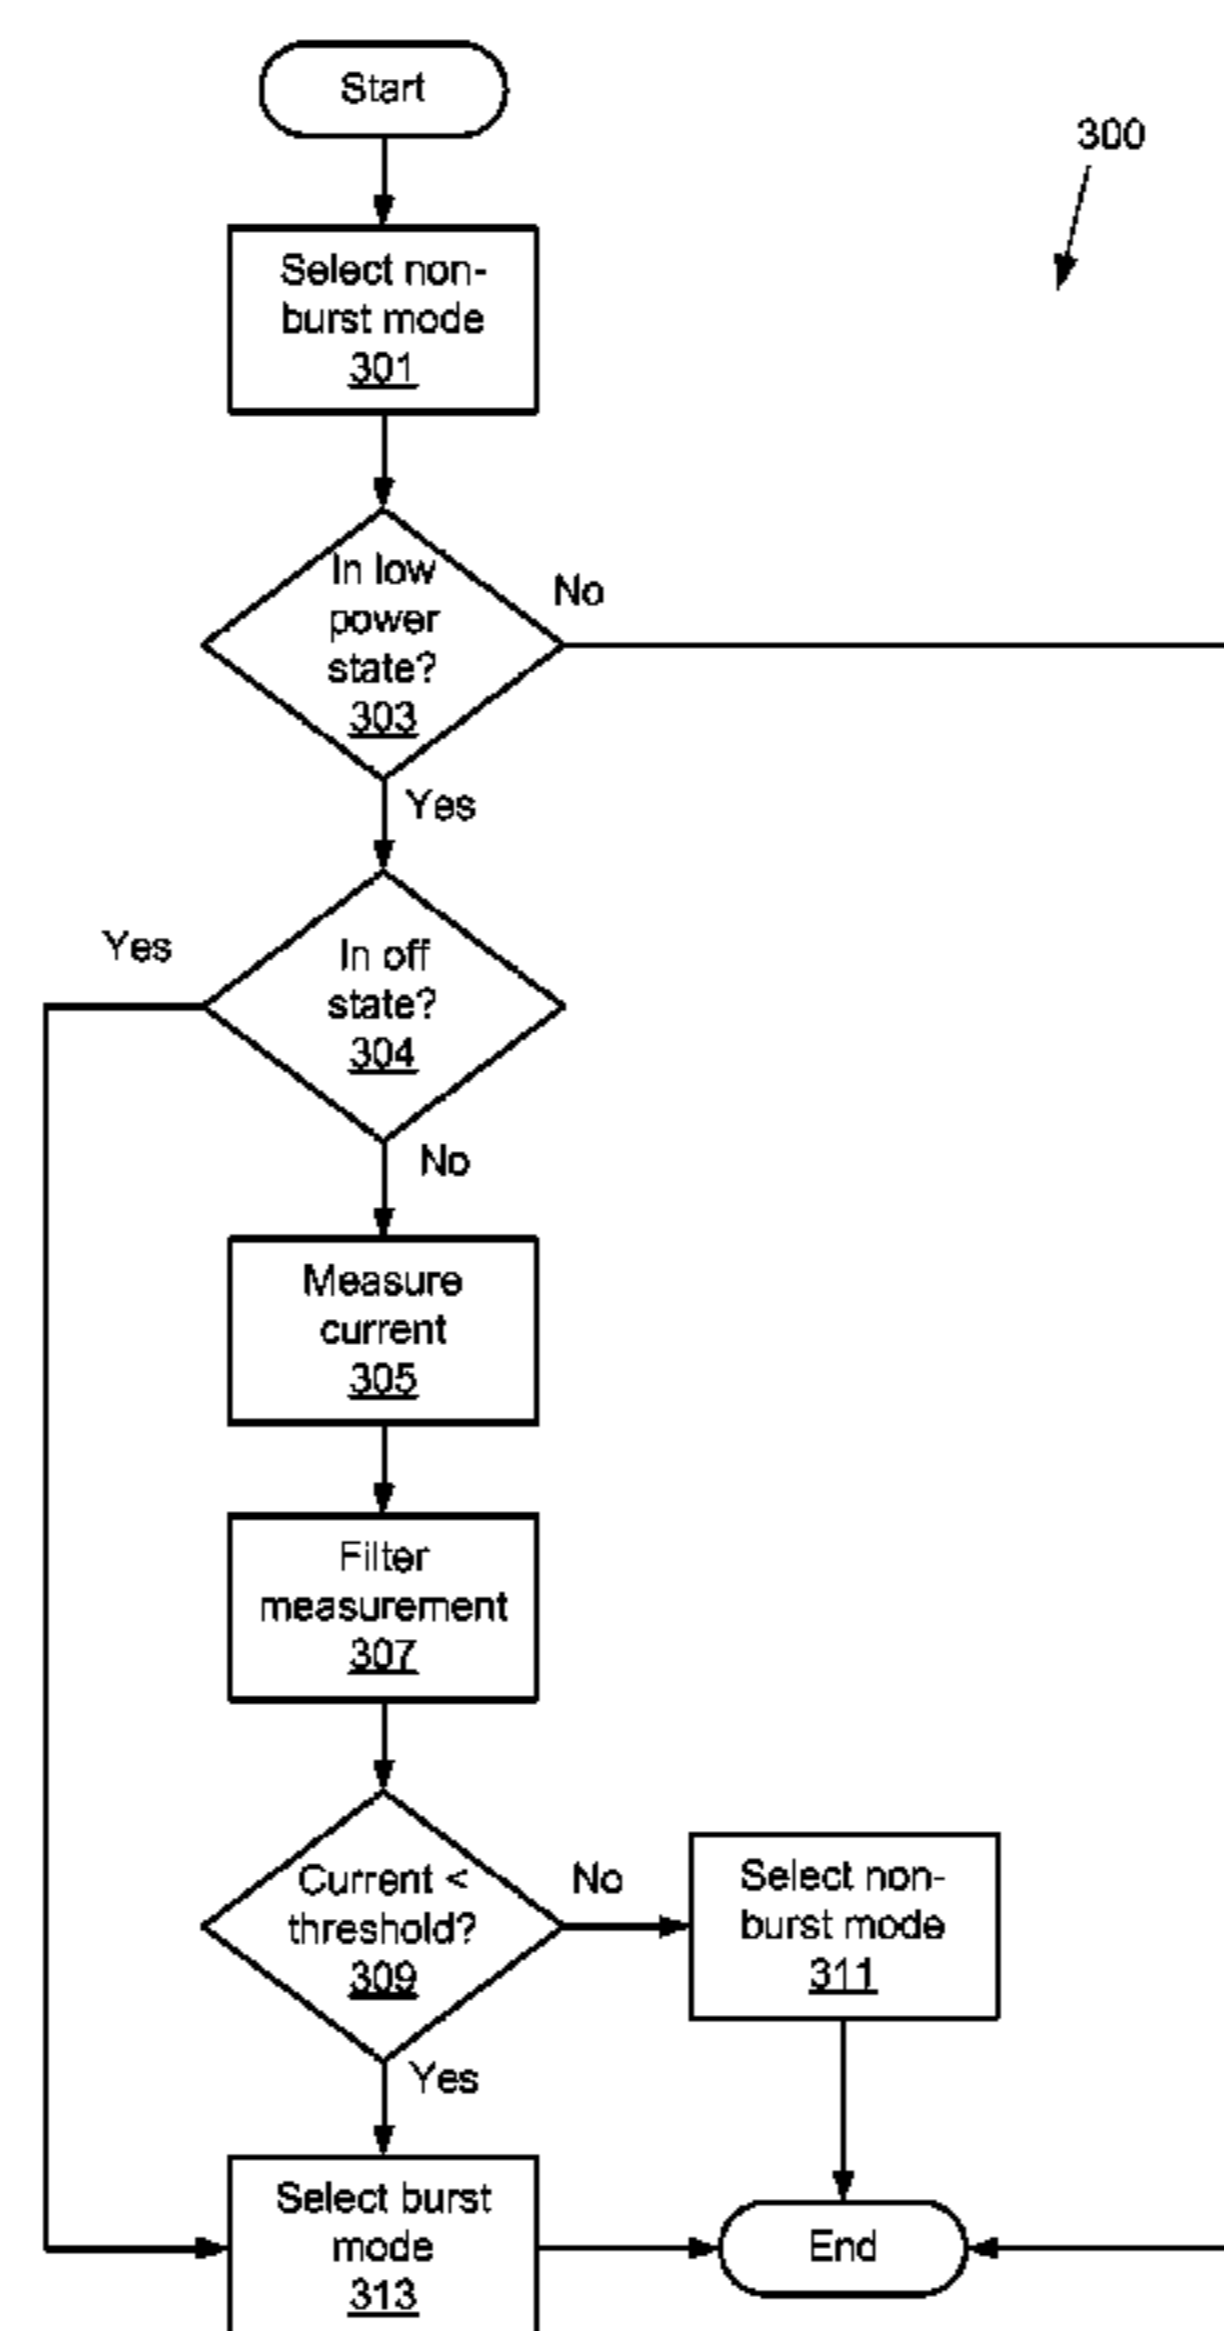 Start
300
Select non-
burst mode
301
In low
power
state?
303
No
Yes
Yes
In off
state?
304
No
Measure
current
305
Filter
measurement
307
Current <
threshold?
309
No
Select non-
burst mode
311
Yes
Select burst
mode
313
End